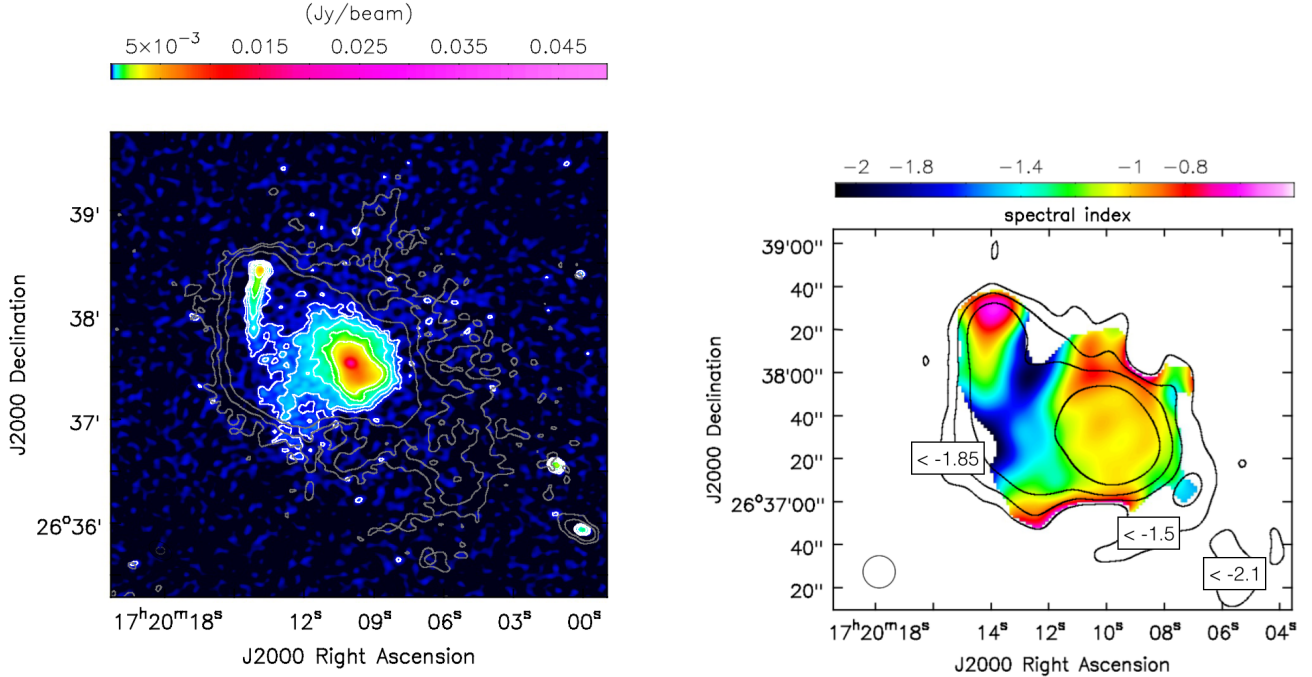 (Jy/beam)
5×10⁻³ 0.015 0.025 0.035 0.045
39'
38'
37'
26°36'
J2000 Declination
17ʰ20ᵐ18ˢ 12ˢ 09ˢ 06ˢ 03ˢ 00ˢ
J2000 Right Ascension
−2 −1.8 −1.4 −1 −0.8
spectral index
39'00"
40"
20"
38'00"
40"
20"
26°37'00"
40"
20"
J2000 Declination
< -1.85
< -1.5
< -2.1
17ʰ20ᵐ18ˢ 14ˢ 12ˢ 10ˢ 08ˢ 06ˢ 04ˢ
J2000 Right Ascension